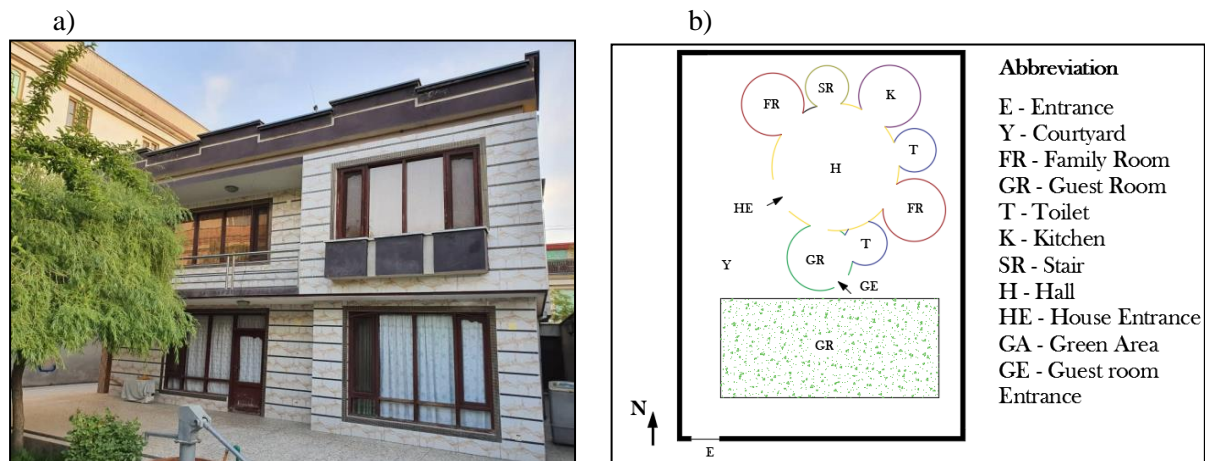 a)
b)
FR
SR
K
T
H
HE
FR
T
GR
Y
GE
GR
N
E
Abbreviation
E - Entrance
Y - Courtyard
FR - Family Room
GR - Guest Room
T - Toilet
K - Kitchen
SR - Stair
H - Hall
HE - House Entrance
GA - Green Area
GE - Guest room
Entrance